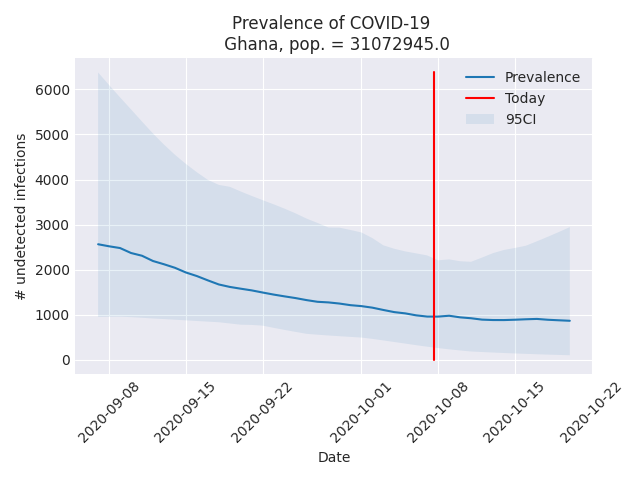 Prevalence of COVID-19
Ghana, pop. = 31072945.0
Prevalence
Today
95CI
# undetected infections
6000
5000
4000
3000
2000
1000
0
2020-09-08
2020-09-15
2020-09-22
2020-10-01
2020-10-08
2020-10-15
2020-10-22
Date